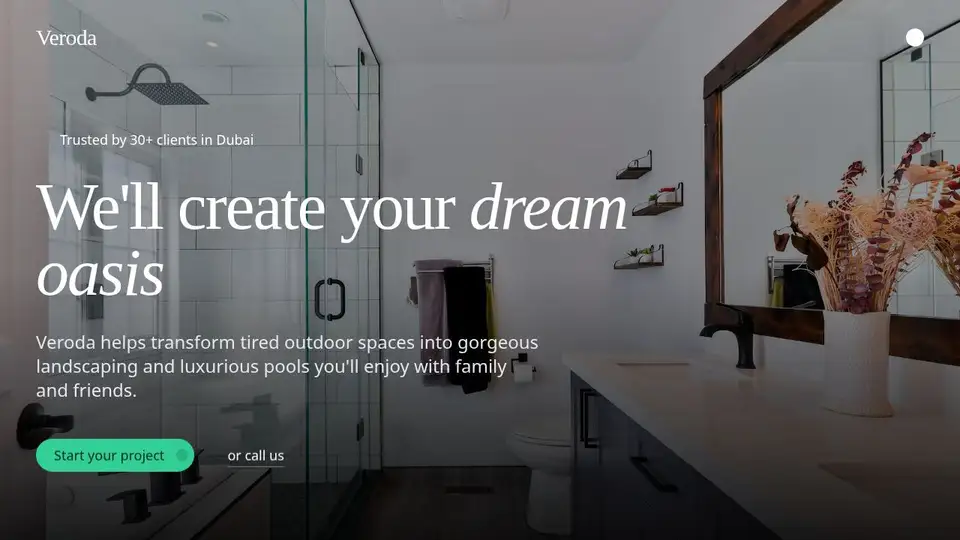 Veroda
Trusted by 30+ clients in Dubai
We'll create your dream
oasis
Veroda helps transform tired outdoor spaces into gorgeous
landscaping and luxurious pools you'll enjoy with family
and friends.
Start your project
or call us